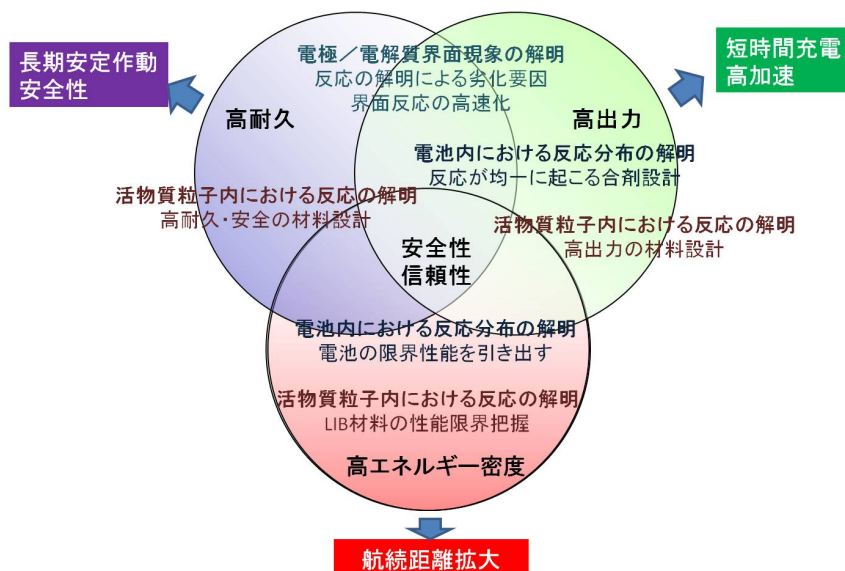 長期安定作動
安全性
電極／電解質界面現象の解明
反応の解明による劣化要因
界面反応の高速化
短時間充電
高加速
高耐久
高出力
電池内における反応分布の解明
反応が均一に起こる合剤設計
活物質粒子内における反応の解明
高耐久・安全の材料設計
活物質粒子内における反応の解明
高出力の材料設計
安全性
信頼性
電池内における反応分布の解明
電池の限界性能を引き出す
活物質粒子内における反応の解明
LIB材料の性能限界把握
高エネルギー密度
航続距離拡大